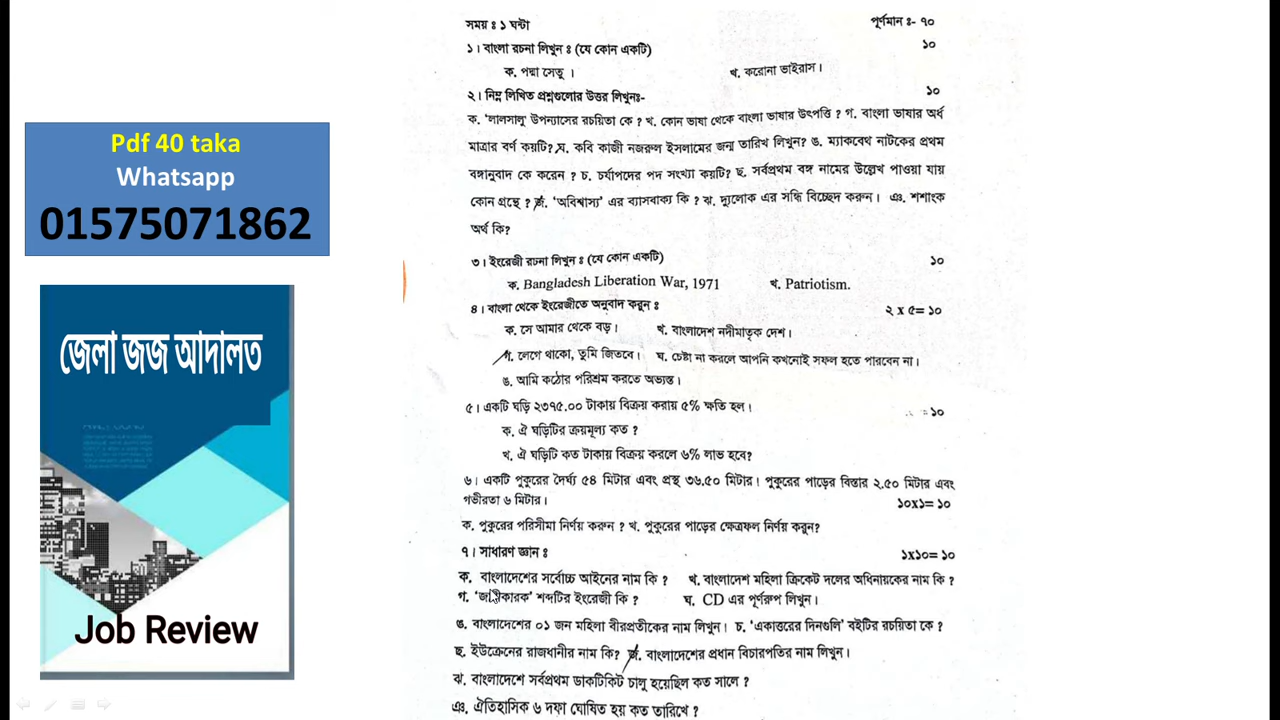 Pdf 40 taka
Whatsapp
01575071862
জেলা জজ আদালত
Job Review
সময় ঃ ১ ঘন্টা পূর্ণমান ঃ- ৭০
১। বাংলা রচনা লিখুন ঃ (যে কোন একটি) ১০
ক. পদ্মা সেতু । খ. করোনা ভাইরাস।
২। নিম্ন লিখিত প্রশ্নগুলোর উত্তর লিখুনঃ- ১০
ক. ‘লালসালু’ উপন্যাসের রচয়িতা কে ? খ. কোন ভাষা থেকে বাংলা ভাষার উৎপত্তি ? গ. বাংলা ভাষার অর্ধ
মাত্রার বর্ণ কয়টি? ঘ. কবি কাজী নজরুল ইসলামের জন্ম তারিখ লিখুন? ঙ. ম্যাকবেথ নাটকের প্রথম
বঙ্গানুবাদ কে করেন ? চ. চর্যাপদের পদ সংখ্যা কয়টি? ছ. সর্বপ্রথম বঙ্গ নামের উল্লেখ পাওয়া যায়
কোন গ্রন্থে ? জ. ‘অবিশ্বাস্য’ এর ব্যাসবাক্য কি ? ঝ. দ্যুলোক এর সন্ধি বিচ্ছেদ করুন। ঞ. শশাংক
অর্থ কি?
৩। ইংরেজী রচনা লিখুন ঃ (যে কোন একটি) ১০
ক. Bangladesh Liberation War, 1971 খ. Patriotism.
৪। বাংলা থেকে ইংরেজীতে অনুবাদ করুন ঃ ২ x ৫= ১০
ক. সে আমার থেকে বড়। খ. বাংলাদেশ নদীমাতৃক দেশ।
গ. লেগে থাকো, তুমি জিতবে। ঘ. চেষ্টা না করলে আপনি কখনোই সফল হতে পারবেন না।
ঙ. আমি কঠোর পরিশ্রম করতে অভ্যস্ত।
৫। একটি ঘড়ি ২৩৭৫.০০ টাকায় বিক্রয় করায় ৫% ক্ষতি হল। =১০
ক. ঐ ঘড়িটির ক্রয়মূল্য কত ?
খ. ঐ ঘড়িটি কত টাকায় বিক্রয় করলে ৬% লাভ হবে?
৬। একটি পুকুরের দৈর্ঘ্য ৫৪ মিটার এবং প্রস্থ ৩৬.৫০ মিটার। পুকুরের পাড়ের বিস্তার ২.৫০ মিটার এবং
গভীরতা ৬ মিটার। ১০x১= ১০
ক. পুকুরের পরিসীমা নির্ণয় করুন ? খ. পুকুরের পাড়ের ক্ষেত্রফল নির্ণয় করুন?
৭। সাধারণ জ্ঞান ঃ ১x১০= ১০
ক. বাংলাদেশের সর্বোচ্চ আইনের নাম কি ? খ. বাংলাদেশ মহিলা ক্রিকেট দলের অধিনায়কের নাম কি ?
গ. শব্দটির ইংরেজী কি ? ঘ. CD এর পূর্ণরুপ লিখুন।
ঙ. বাংলাদেশের ০১ জন মহিলা বীরপ্রতীকের নাম লিখুন। চ. ‘একাত্তরের দিনগুলি’ বইটির রচয়িতা কে ?
ছ. ইউক্রেনের রাজধানীর নাম কি? জ. বাংলাদেশের প্রধান বিচারপতির নাম লিখুন।
ঝ. বাংলাদেশে সর্বপ্রথম ডাকটিকিট চালু হয়েছিল কত সালে ?
ঞ. ঐতিহাসিক ৬ দফা ঘোষিত হয় কত তারিখে ?